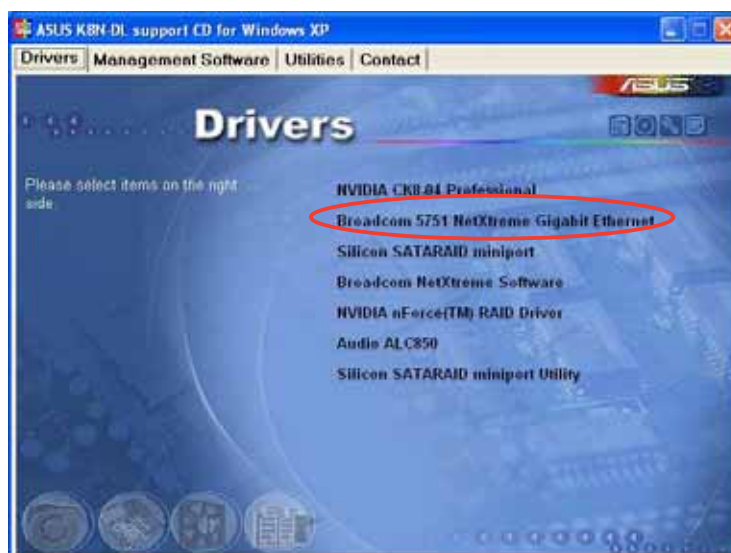 ASUS K8N-DL support CD for Windows XP
Drivers Management Software Utilities Contact
ASUS
Drivers
Please select items on the right
side.
NVIDIA CK8-04 Professional
Broadcom 5751 NetXtreme Gigabit Ethernet
Silicon SATARAID miniport
Broadcom NetXtreme Software
NVIDIA nForce(TM) RAID Driver
Audio ALC850
Silicon SATARAID miniport Utility